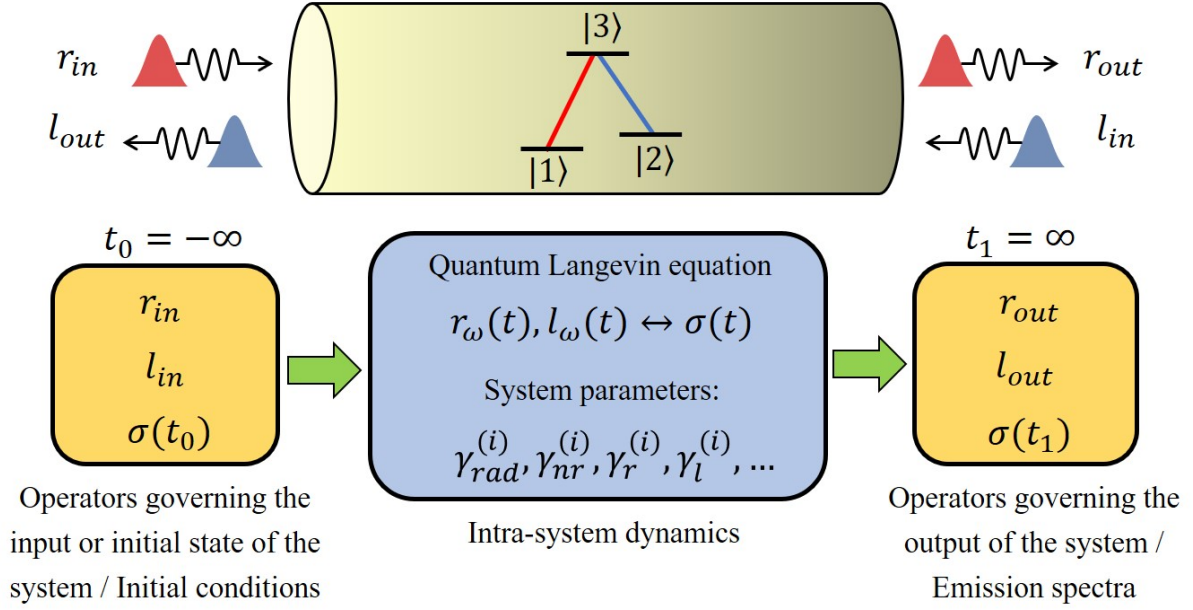 |3⟩
r_in
r_out
l_out
l_in
|1⟩
|2⟩
t_0 = −∞
t_1 = ∞
r_in
l_in
σ(t_0)
Quantum Langevin equation
r_ω(t), l_ω(t) ↔ σ(t)
System parameters:
γ_rad^(i), γ_nr^(i), γ_r^(i), γ_l^(i), ...
r_out
l_out
σ(t_1)
Operators governing the
input or initial state of the
system / Initial conditions
Intra-system dynamics
Operators governing the
output of the system /
Emission spectra